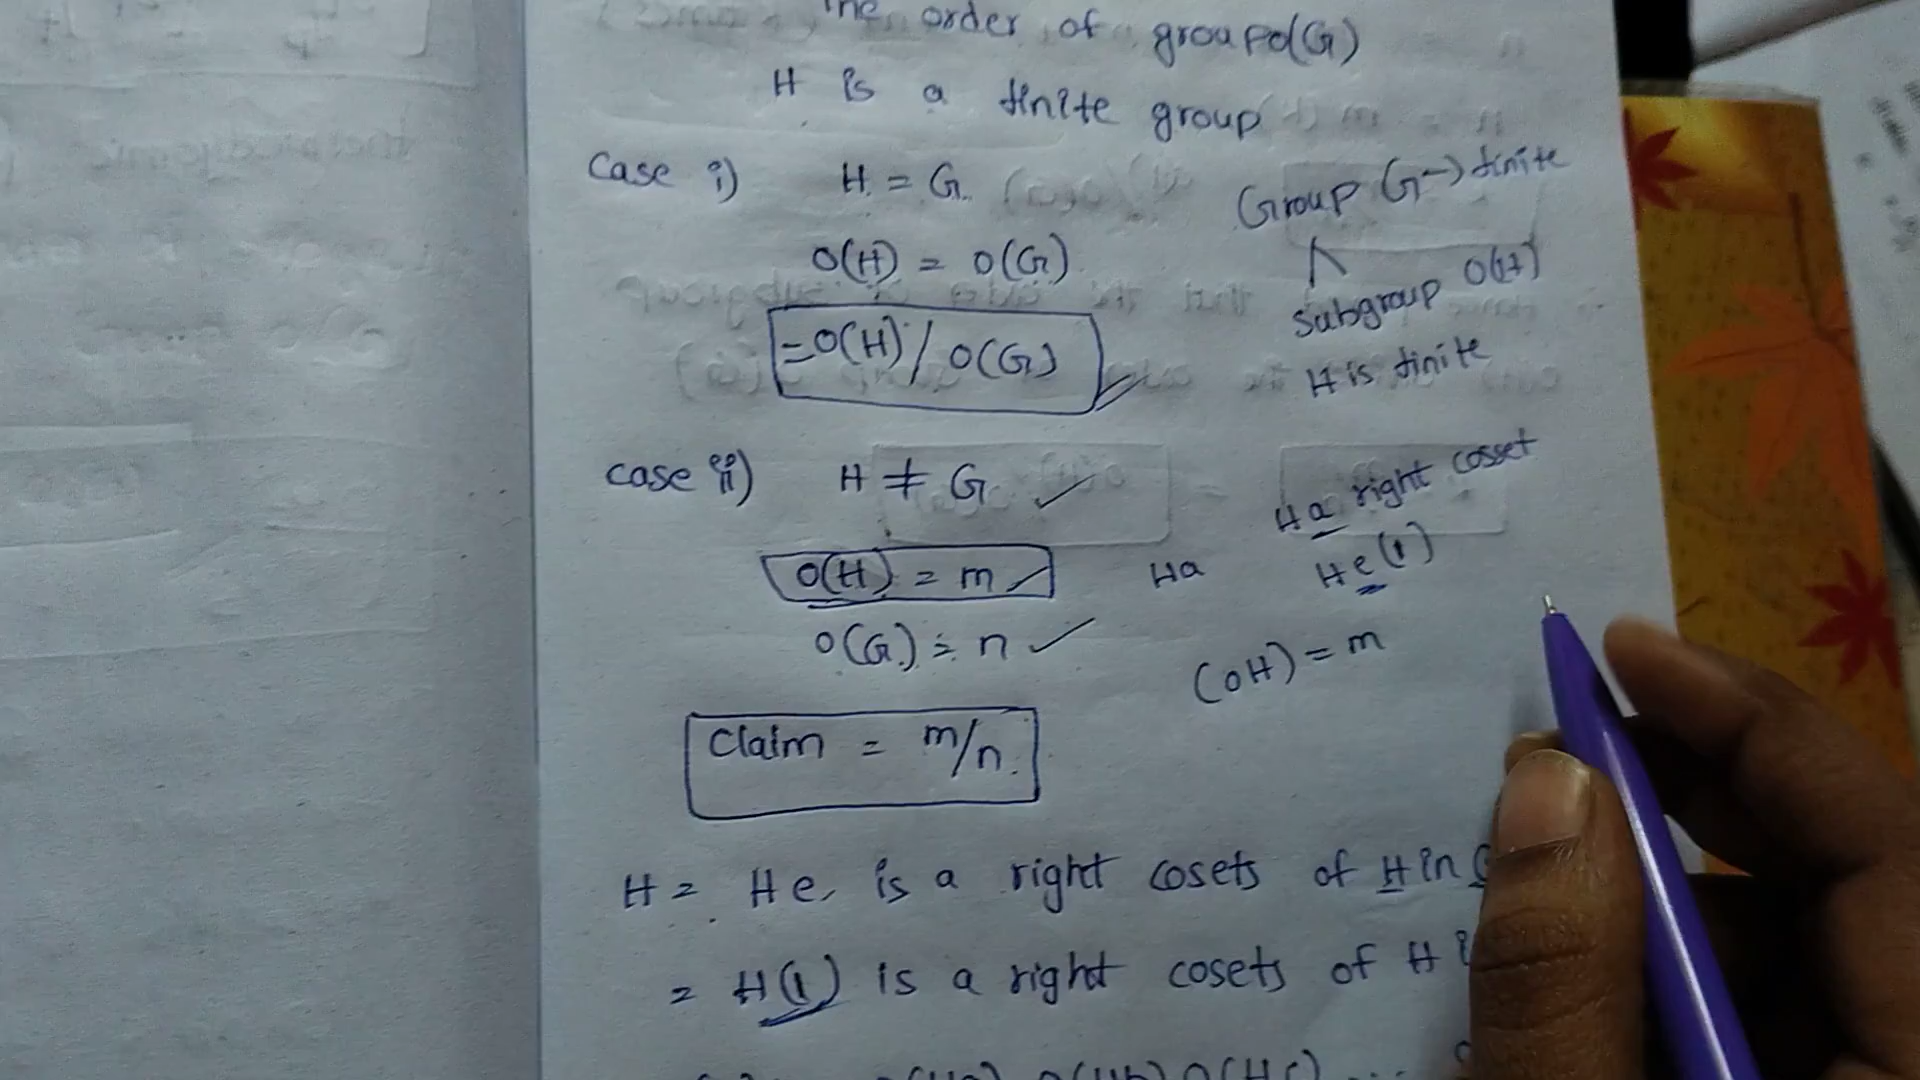 the order of group o(G)
H is a finite group
Case i) H = G
Group G → finite
O(H) = O(G)
subgroup O(H)
= O(H) / O(G)
H is finite
case ii) H ≠ G
Ha right cosset
O(H) = m
Ha
He(1)
O(G) = n
(OH) = m
Claim = m/n.
H = He is a right cosets of H in
= H(1) is a right cosets of H